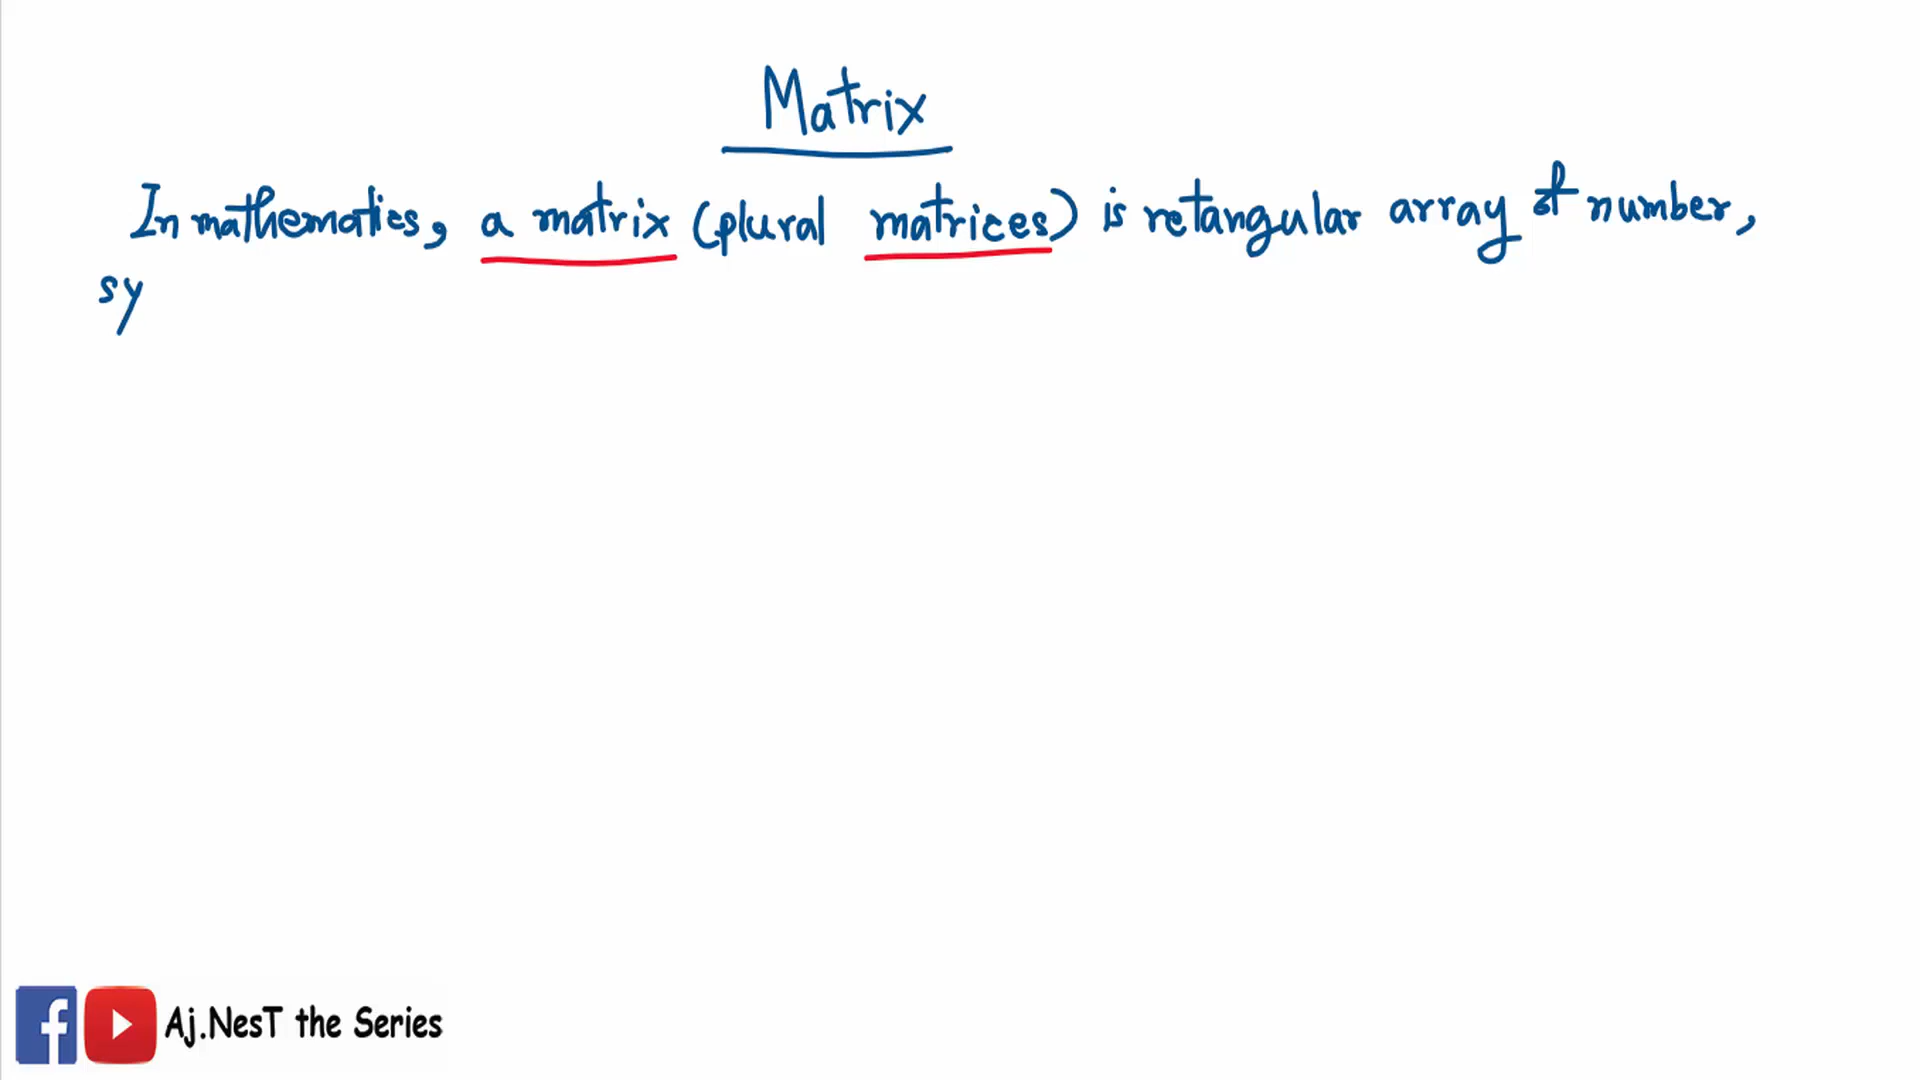 Matrix
In mathematics, a matrix (plural matrices) is retangular array of number,
sy
Aj.NesT the Series